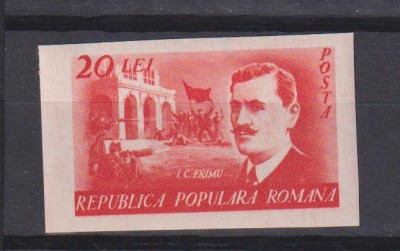 20 LEI
POSTA
I.C.FRIMU
REPUBLICA POPULARA ROMANA